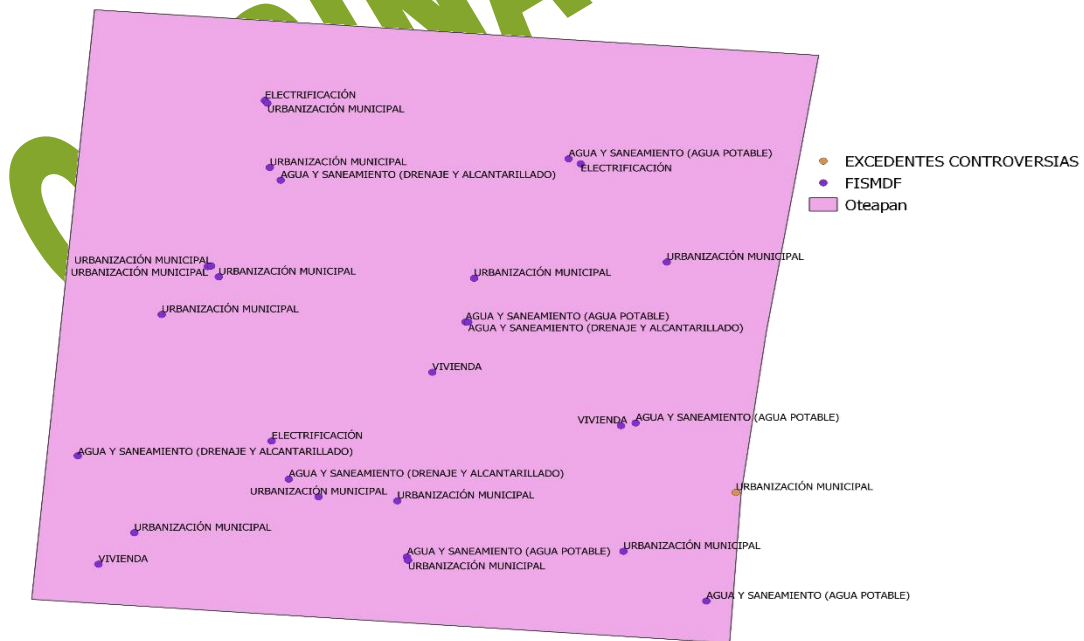 ELECTRIFICACIÓN
URBANIZACIÓN MUNICIPAL
AGUA Y SANEAMIENTO (AGUA POTABLE)
EXCEDENTES CONTROVERSIAS
URBANIZACIÓN MUNICIPAL
ELECTRIFICACIÓN
AGUA Y SANEAMIENTO (DRENAJE Y ALCANTARILLADO)
FISMDF
Oteapan
URBANIZACIÓN MUNICIPAL
URBANIZACIÓN MUNICIPAL
URBANIZACIÓN MUNICIPAL
URBANIZACIÓN MUNICIPAL
URBANIZACIÓN MUNICIPAL
URBANIZACIÓN MUNICIPAL
AGUA Y SANEAMIENTO (AGUA POTABLE)
AGUA Y SANEAMIENTO (DRENAJE Y ALCANTARILLADO)
VIVIENDA
VIVIENDA
AGUA Y SANEAMIENTO (AGUA POTABLE)
ELECTRIFICACIÓN
AGUA Y SANEAMIENTO (DRENAJE Y ALCANTARILLADO)
AGUA Y SANEAMIENTO (DRENAJE Y ALCANTARILLADO)
URBANIZACIÓN MUNICIPAL
URBANIZACIÓN MUNICIPAL
URBANIZACIÓN MUNICIPAL
URBANIZACIÓN MUNICIPAL
URBANIZACIÓN MUNICIPAL
AGUA Y SANEAMIENTO (AGUA POTABLE)
VIVIENDA
URBANIZACIÓN MUNICIPAL
AGUA Y SANEAMIENTO (AGUA POTABLE)